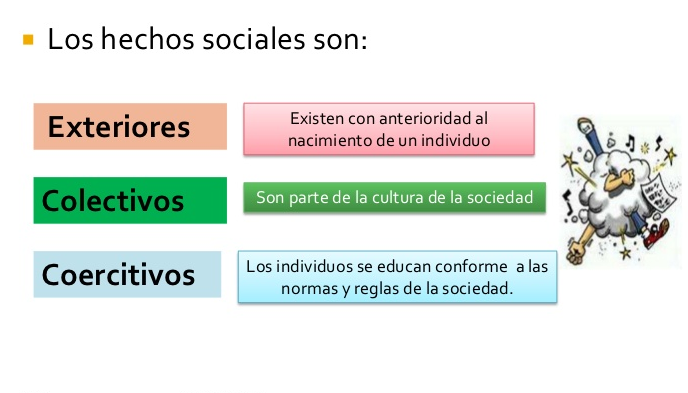 Los hechos sociales son:
Exteriores
Existen con anterioridad al
nacimiento de un individuo
Colectivos
Son parte de la cultura de la sociedad
Coercitivos
Los individuos se educan conforme a las
normas y reglas de la sociedad.